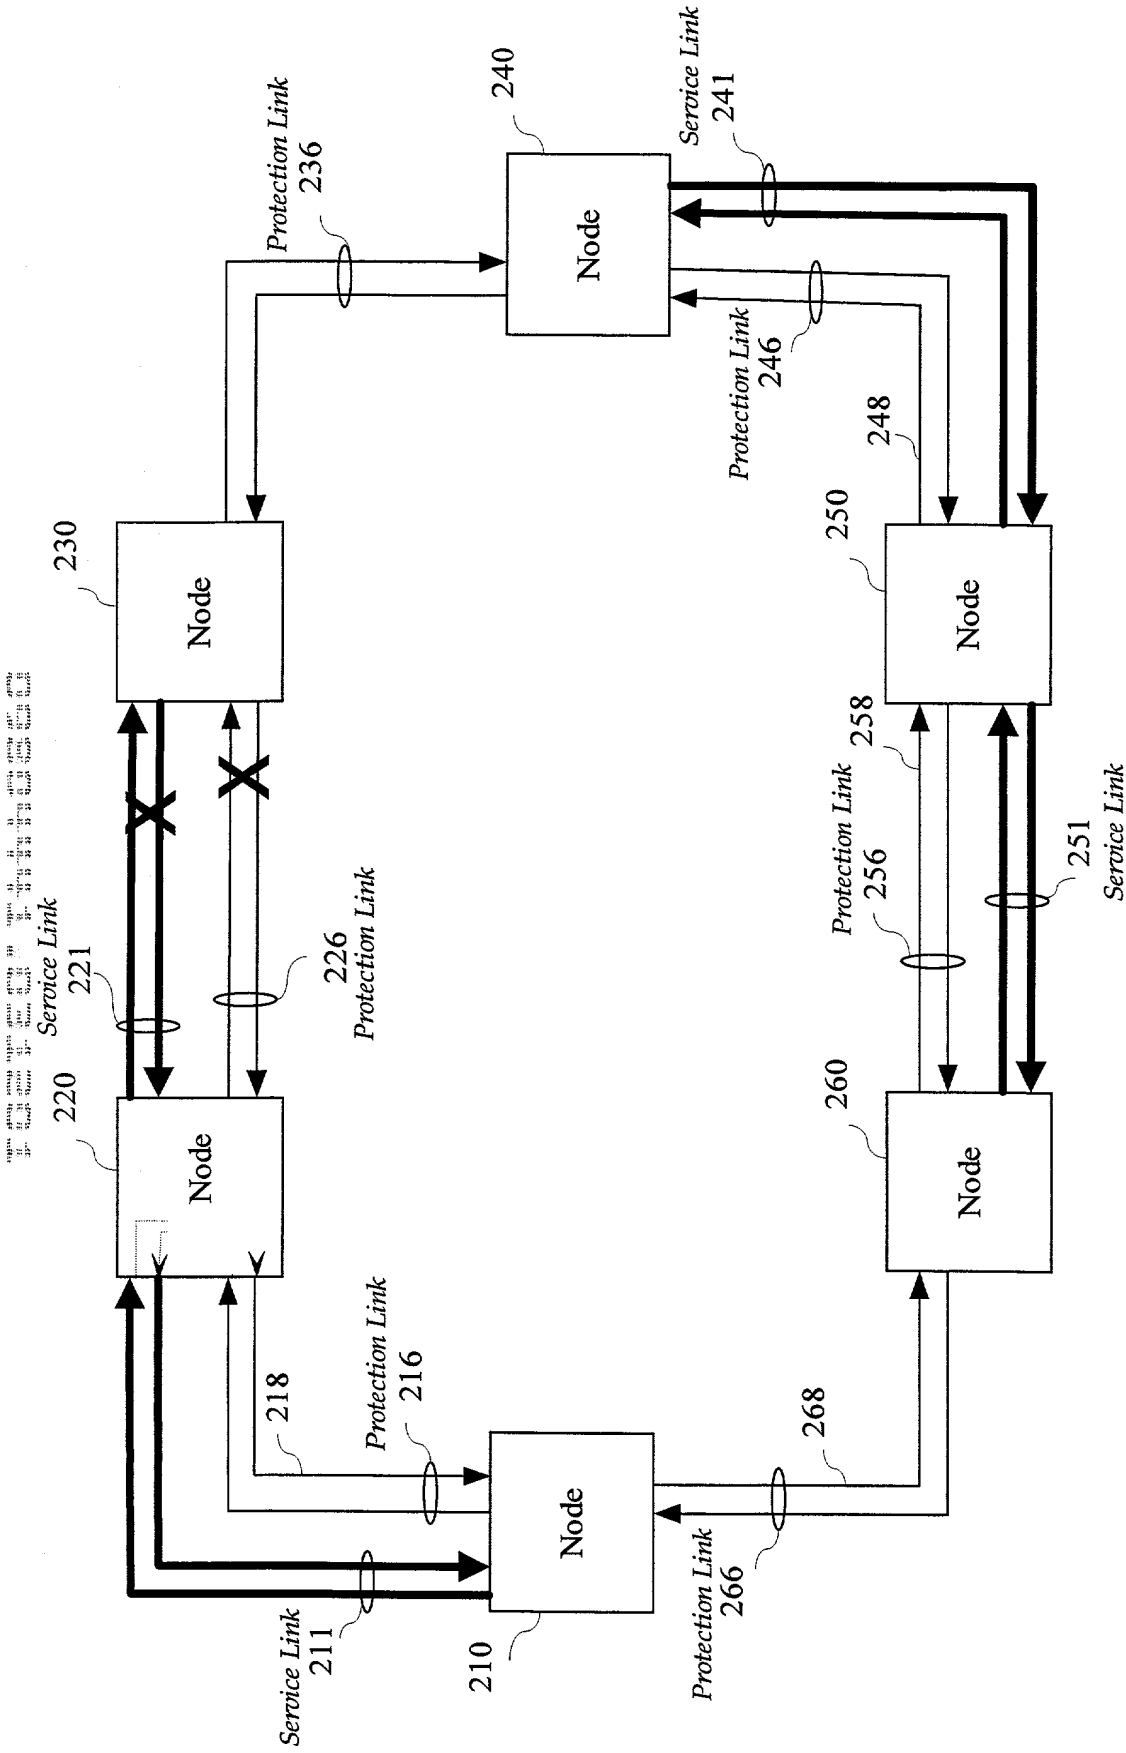 Service Link
211
210
Node
Protection Link
266
268
218
Protection Link
216
220
Node
Service Link
221
226
Protection Link
230
Node
Protection Link
236
240
Node
Service Link
241
Protection Link
246
248
250
Node
258
Protection Link
256
251
Service Link
260
Node